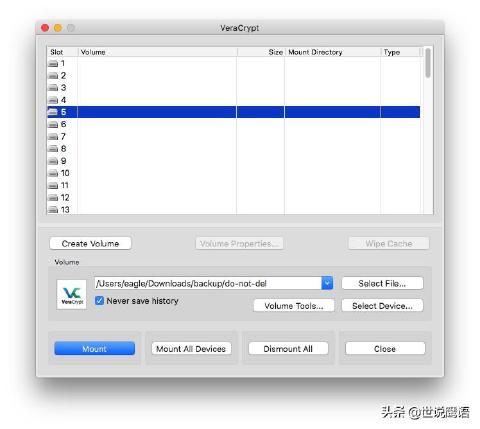 VeraCrypt
Slot Volume Size Mount Directory Type
1
2
3
4
5
6
7
8
9
10
11
12
13
Create Volume Volume Properties... Wipe Cache
Volume
VeraCrypt
/Users/eagle/Downloads/backup/do-not-del Select File...
Never save history
Volume Tools... Select Device...
Mount Mount All Devices Dismount All Close
头条 @世说鹰语